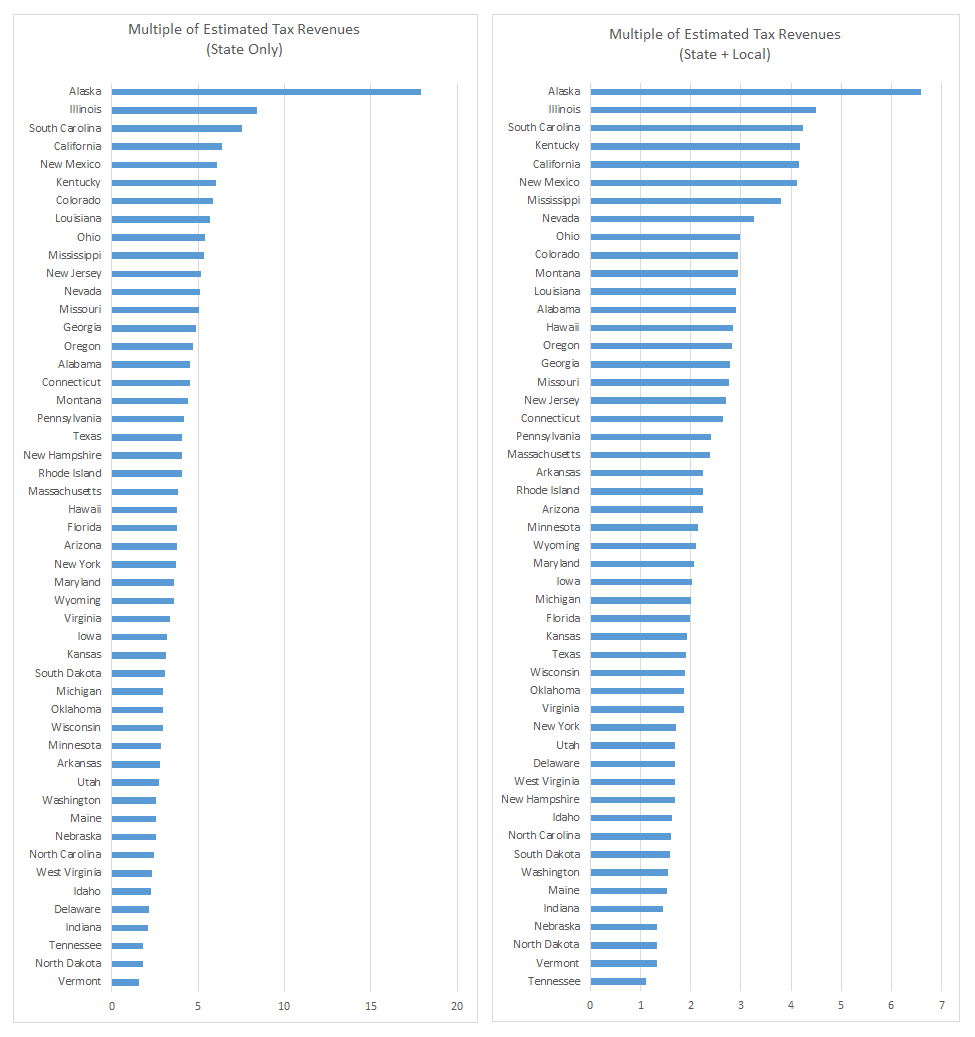 Multiple of Estimated Tax Revenues
(State Only)
Alaska
Illinois
South Carolina
California
New Mexico
Kentucky
Colorado
Louisiana
Ohio
Mississippi
New Jersey
Nevada
Missouri
Georgia
Oregon
Alabama
Connecticut
Montana
Pennsylvania
Texas
New Hampshire
Rhode Island
Massachusetts
Hawaii
Florida
Arizona
New York
Maryland
Wyoming
Virginia
Iowa
Kansas
South Dakota
Michigan
Oklahoma
Wisconsin
Minnesota
Arkansas
Utah
Washington
Maine
Nebraska
North Carolina
West Virginia
Idaho
Delaware
Indiana
Tennessee
North Dakota
Vermont
0 5 10 15 20
Multiple of Estimated Tax Revenues
(State + Local)
Alaska
Illinois
South Carolina
Kentucky
California
New Mexico
Mississippi
Nevada
Ohio
Colorado
Montana
Louisiana
Alabama
Hawaii
Oregon
Georgia
Missouri
New Jersey
Connecticut
Pennsylvania
Massachusetts
Arkansas
Rhode Island
Arizona
Minnesota
Wyoming
Maryland
Iowa
Michigan
Florida
Kansas
Texas
Wisconsin
Oklahoma
Virginia
New York
Utah
Delaware
West Virginia
New Hampshire
Idaho
North Carolina
South Dakota
Washington
Maine
Indiana
Nebraska
North Dakota
Vermont
Tennessee
0 1 2 3 4 5 6 7